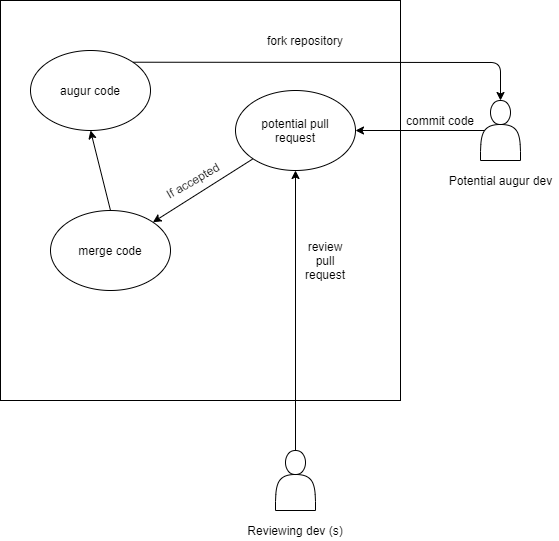 fork repository
augur code
potential pull
request
commit code
Potential augur dev
If accepted
merge code
review
pull
request
Reviewing dev (s)